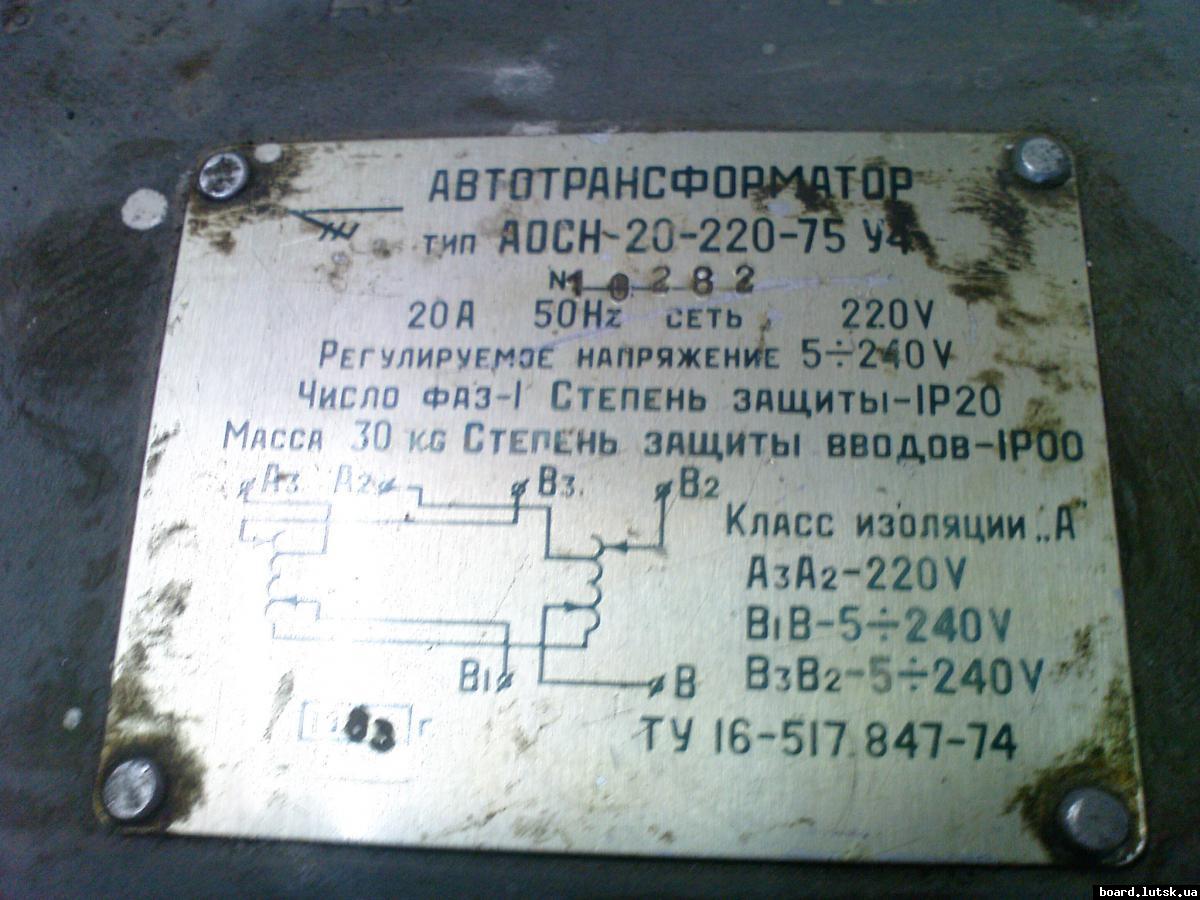 АВТОТРАНСФОРМАТОР
ТИП АОСН-20-220-75 У4
№ 10282
20А 50Hz СЕТЬ 220V
РЕГУЛИРУЕМОЕ НАПРЯЖЕНИЕ 5÷240V
ЧИСЛО ФАЗ-1 СТЕПЕНЬ ЗАЩИТЫ-IP20
МАССА 30 KG СТЕПЕНЬ ЗАЩИТЫ ВВОДОВ-IP00
А3 А2 В3 В2
КЛАСС ИЗОЛЯЦИИ „А"
А3А2-220V
В1В-5÷240V
В3В2-5÷240V
В1 В
83 г
ТУ 16-517.847-74
board.lutsk.ua